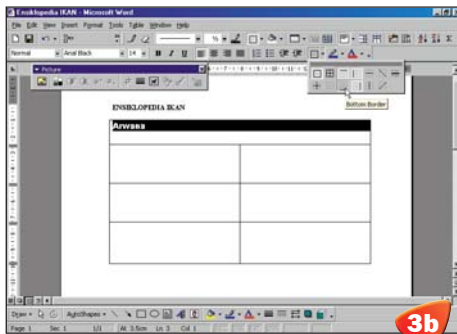 Ensiklopedia IKAN - Microsoft Word
File Edit View Insert Format Tools Table Window Help
Normal Arial Black 14 B I U
Picture
Bottom Border
ENSIKLOPEDIA IKAN
Arwana
Draw AutoShapes
Page 1 Sec 1 1/1 At 3.5cm Ln 3 Col 1
3b